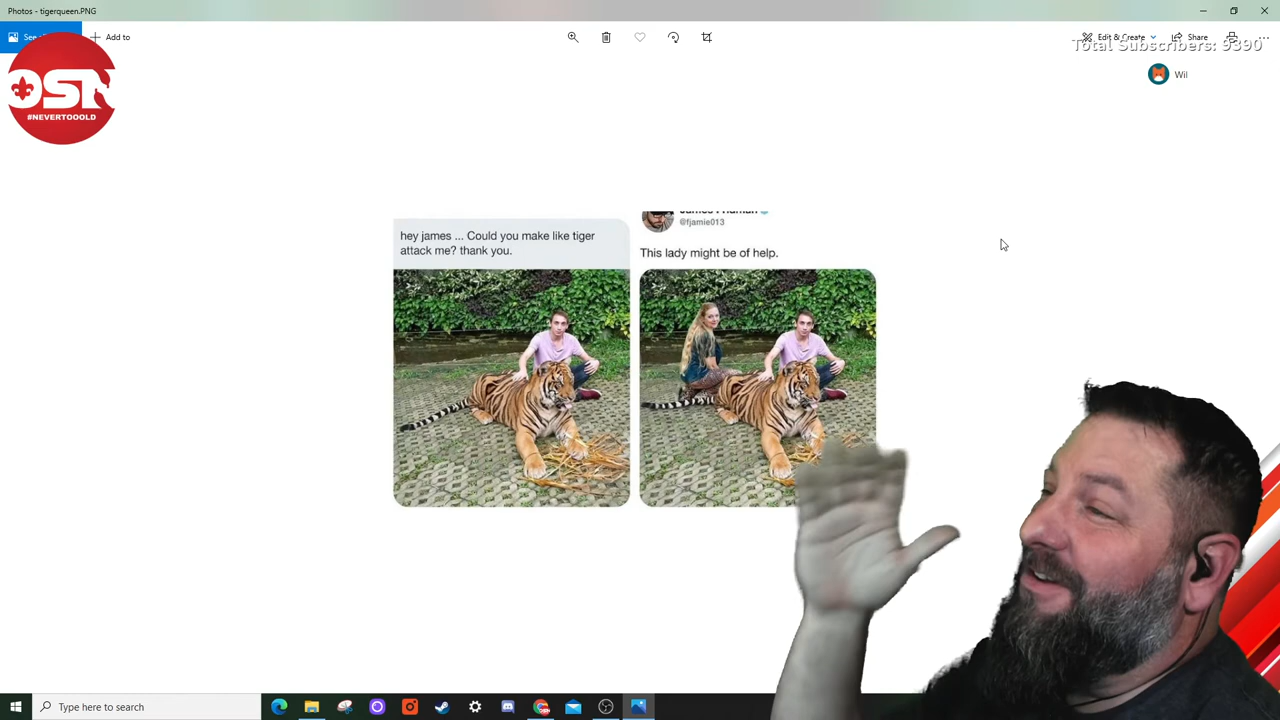 Photos - tigerqueen.PNG
Add to
Edit & Create
Share
Total Subscribers: 9390
Wil
OSN
#NEVERTOOOLD
hey james ... Could you make like tiger
attack me? thank you.
@fjamie013
This lady might be of help.
Type here to search